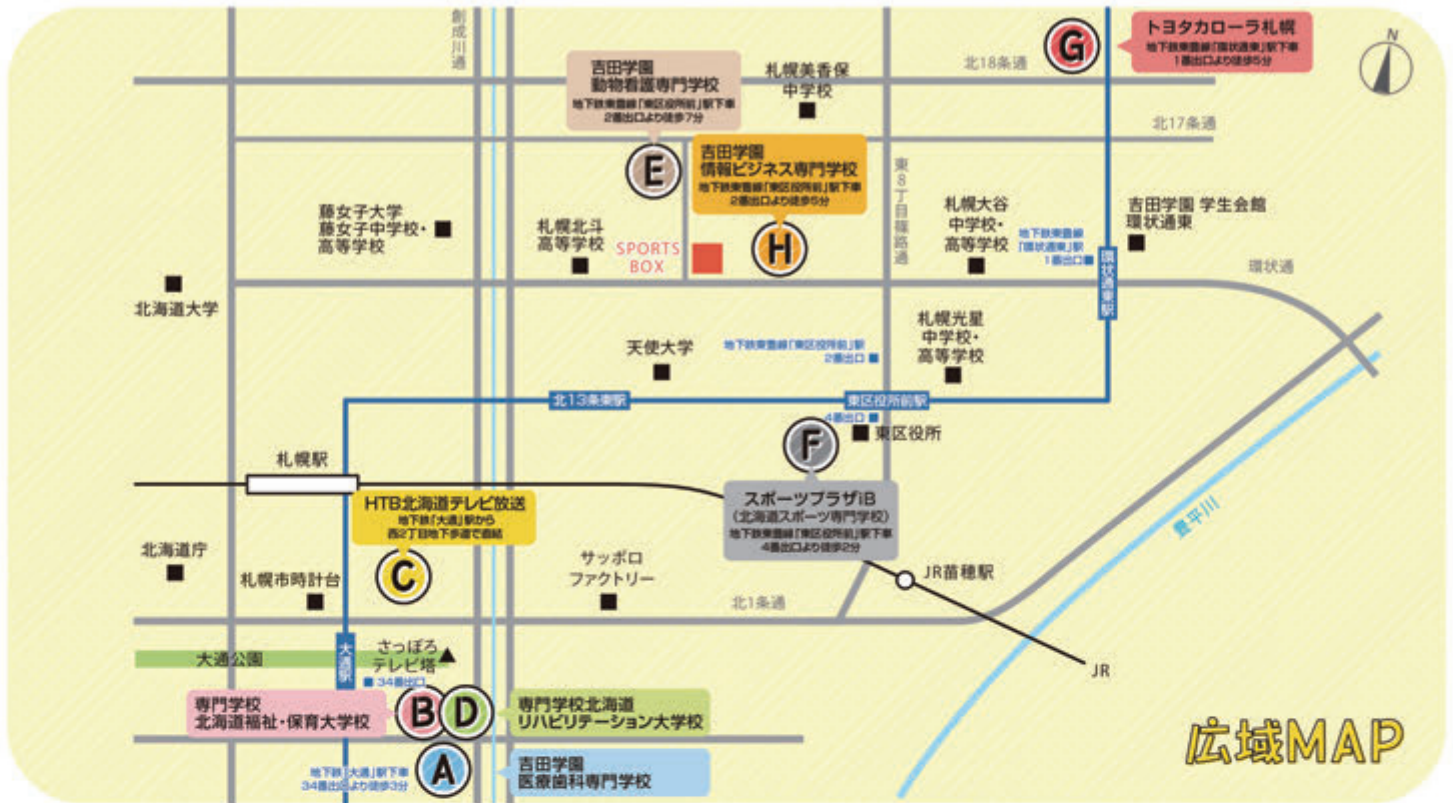 創成川通
トヨタカローラ札幌
地下鉄東豊線「環状通東」駅下車
1番出口より徒歩5分
G
N
北18条通
吉田学園
動物看護専門学校
地下鉄東豊線「東区役所前」駅下車
2番出口より徒歩7分
札幌美香保
中学校
北17条通
E
吉田学園
情報ビジネス専門学校
地下鉄東豊線「東区役所前」駅下車
2番出口より徒歩5分
東8丁目篠路通
藤女子大学
藤女子中学校・
高等学校
札幌北斗
高等学校
SPORTS
BOX
H
札幌大谷
中学校・
高等学校
地下鉄東豊線
「環状通東」駅
1番出口
吉田学園 学生会館
環状通東
環状通東駅
環状通
北海道大学
天使大学
地下鉄東豊線「東区役所前」駅
2番出口
札幌光星
中学校・
高等学校
北13条東駅
東区役所前駅
4番出口
東区役所
F
札幌駅
HTB北海道テレビ放送
地下鉄「大通」駅から
西2丁目地下歩道で直結
C
スポーツプラザiB
(北海道スポーツ専門学校)
地下鉄東豊線「東区役所前」駅下車
4番出口より徒歩2分
豊平川
北海道庁
札幌市時計台
サッポロ
ファクトリー
JR苗穂駅
北1条通
JR
大通公園
大通駅
さっぽろ
テレビ塔
34番出口
専門学校
北海道福祉・保育大学校
B
D
専門学校北海道
リハビリテーション大学校
地下鉄「大通」駅下車
34番出口より徒歩3分
A
吉田学園
医療歯科専門学校
広域MAP